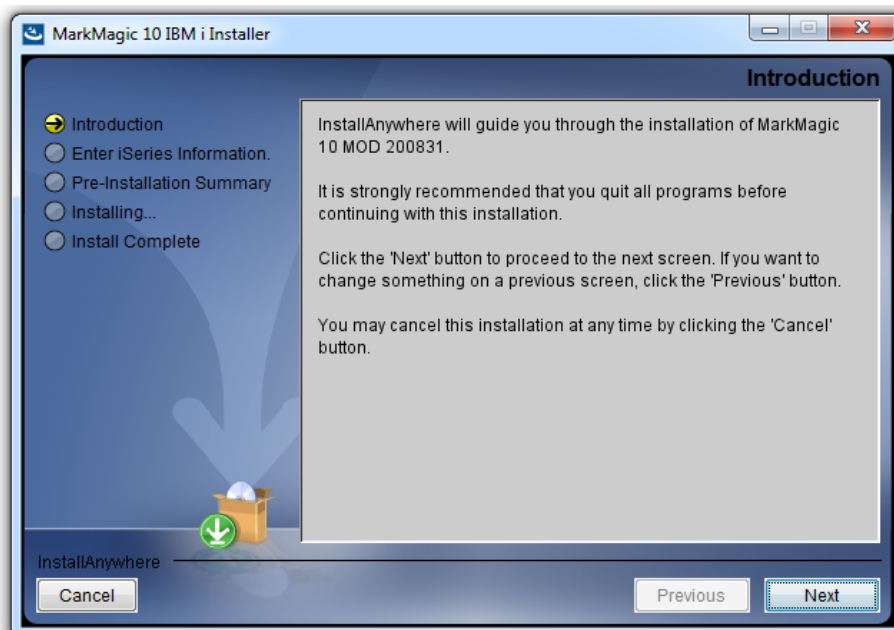 MarkMagic 10 IBM i Installer
Introduction
Introduction
Enter iSeries Information.
Pre-Installation Summary
Installing...
Install Complete
InstallAnywhere will guide you through the installation of MarkMagic
10 MOD 200831.
It is strongly recommended that you quit all programs before
continuing with this installation.
Click the 'Next' button to proceed to the next screen. If you want to
change something on a previous screen, click the 'Previous' button.
You may cancel this installation at any time by clicking the 'Cancel'
button.
InstallAnywhere
Cancel
Previous
Next